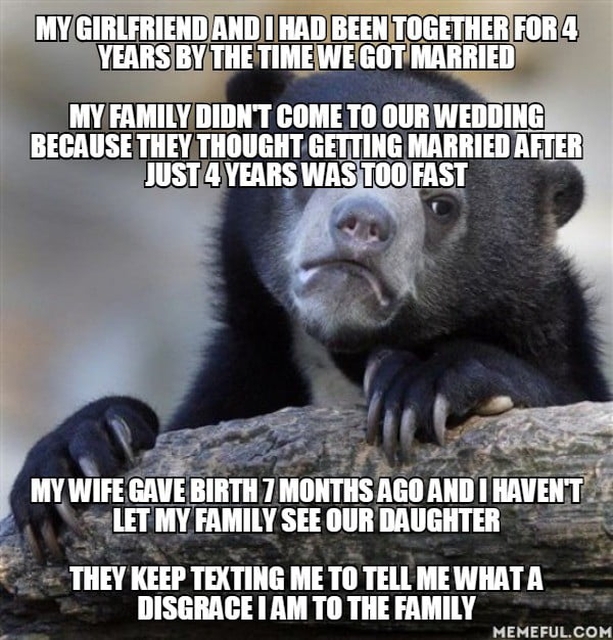 MY GIRLFRIEND AND I HAD BEEN TOGETHER FOR 4
YEARS BY THE TIME WE GOT MARRIED
MY FAMILY DIDN'T COME TO OUR WEDDING
BECAUSE THEY THOUGHT GETTING MARRIED AFTER
JUST 4 YEARS WAS TOO FAST
MY WIFE GAVE BIRTH 7 MONTHS AGO AND I HAVEN'T
LET MY FAMILY SEE OUR DAUGHTER
THEY KEEP TEXTING ME TO TELL ME WHAT A
DISGRACE I AM TO THE FAMILY
MEMEFUL.COM